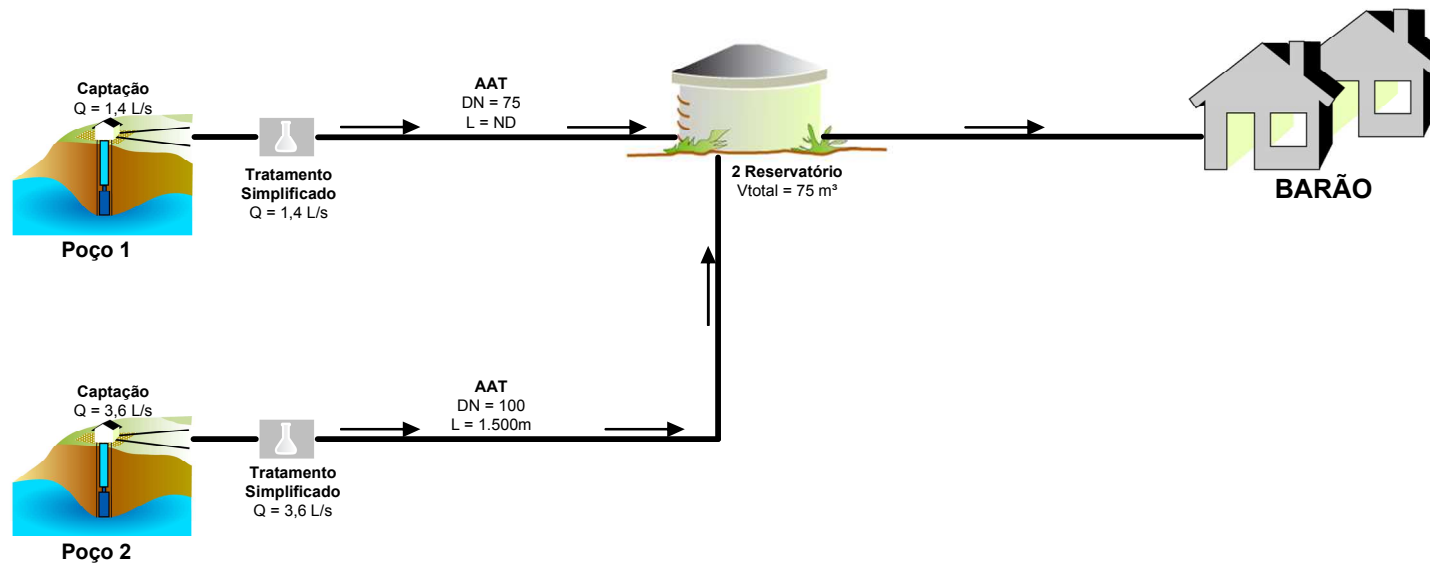 Captação
Q = 1,4 L/s
Poço 1
Tratamento
Simplificado
Q = 1,4 L/s
AAT
DN = 75
L = ND
2 Reservatório
Vtotal = 75 m³
BARÃO
Captação
Q = 3,6 L/s
Poço 2
Tratamento
Simplificado
Q = 3,6 L/s
AAT
DN = 100
L = 1.500m